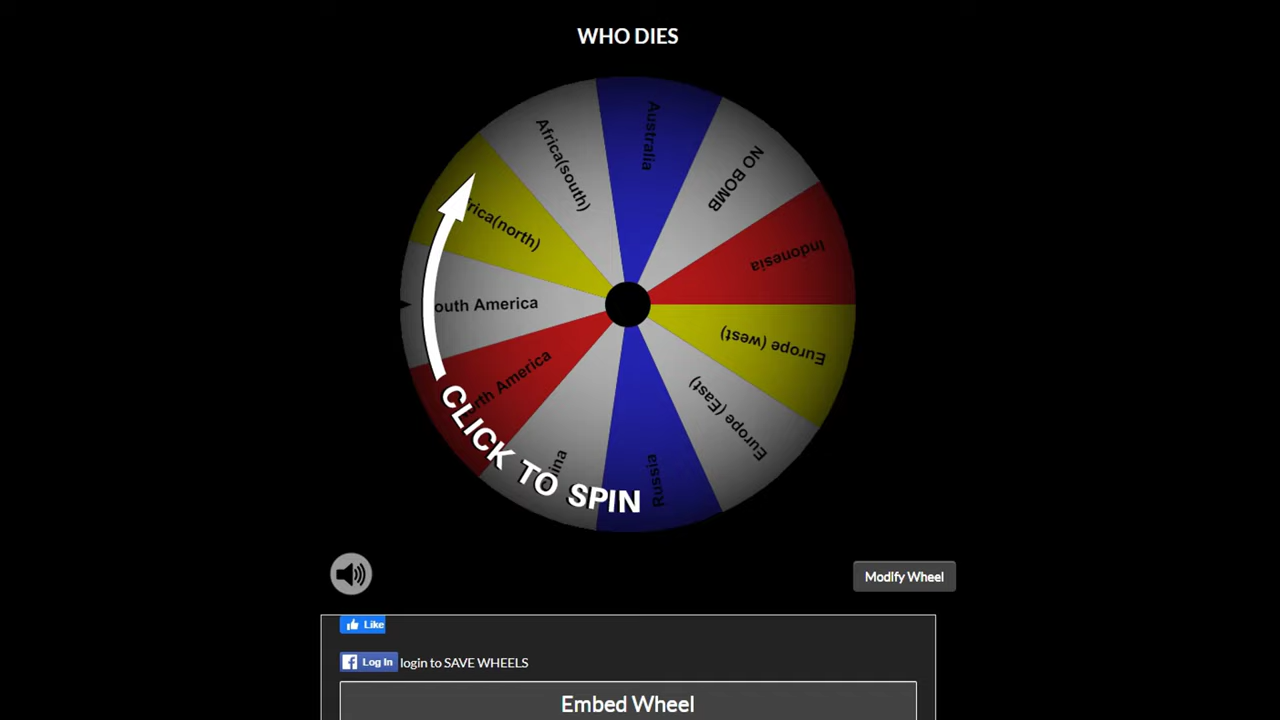 WHO DIES
Australia
Africa(south)
NO BOMB
rica(north)
Indonesia
outh America
Europe (west)
rth America
Europe (East)
ina
Russia
CLICK TO SPIN
Modify Wheel
Like
Log In login to SAVE WHEELS
Embed Wheel